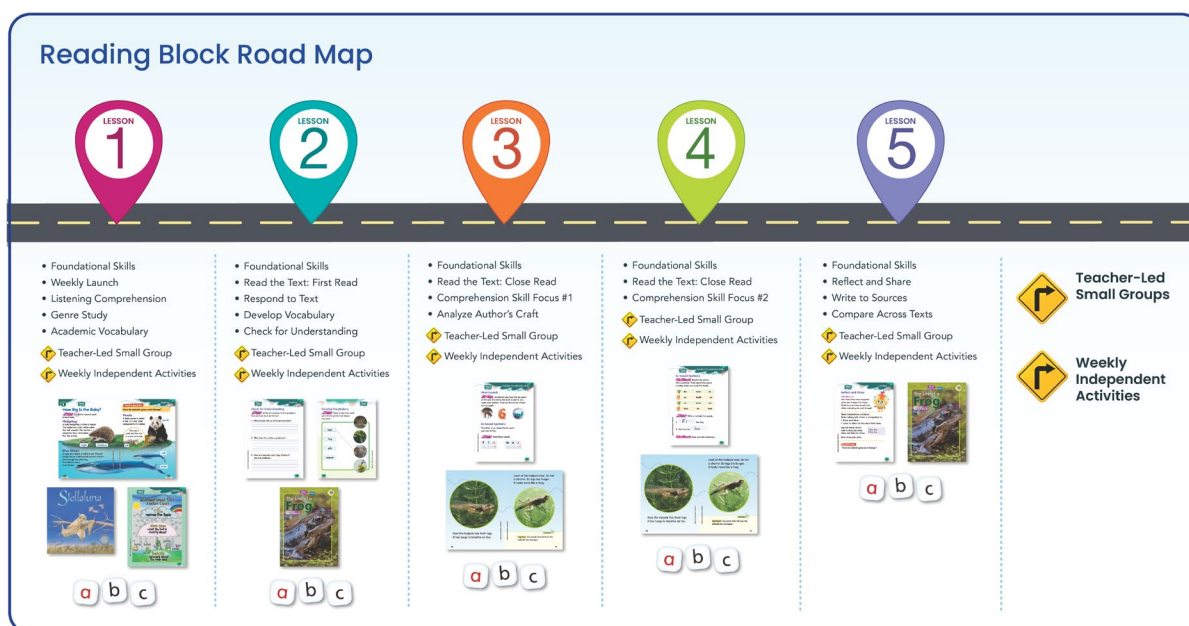 Reading Block Road Map
LESSON
1
LESSON
2
LESSON
3
LESSON
4
LESSON
5
• Foundational Skills
• Weekly Launch
• Listening Comprehension
• Genre Study
• Academic Vocabulary
Teacher-Led Small Group
Weekly Independent Activities
How Big Is the Baby?
Stellaluna
a b c
• Foundational Skills
• Read the Text: First Read
• Respond to Text
• Develop Vocabulary
• Check for Understanding
Teacher-Led Small Group
Weekly Independent Activities
Frog
a b c
• Foundational Skills
• Read the Text: Close Read
• Comprehension Skill Focus #1
• Analyze Author's Craft
Teacher-Led Small Group
Weekly Independent Activities
a b c
• Foundational Skills
• Read the Text: Close Read
• Comprehension Skill Focus #2
Teacher-Led Small Group
Weekly Independent Activities
a b c
• Foundational Skills
• Reflect and Share
• Write to Sources
• Compare Across Texts
Teacher-Led Small Group
Weekly Independent Activities
Frog
a b c
Teacher-Led
Small Groups
Weekly
Independent
Activities